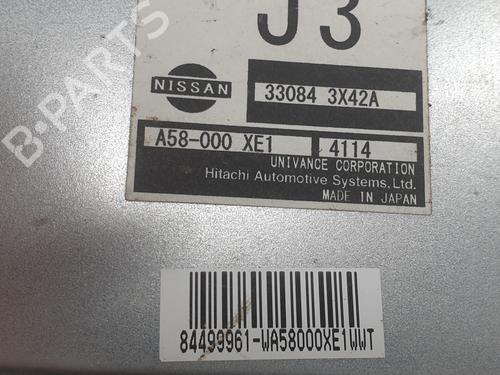 J3
NISSAN
33084 3X42A
A58-000 XE1 4114
UNIVANCE CORPORATION
Hitachi Automotive Systems, Ltd.
MADE IN JAPAN
84499961-WA58000XE1WWT
B-PARTS